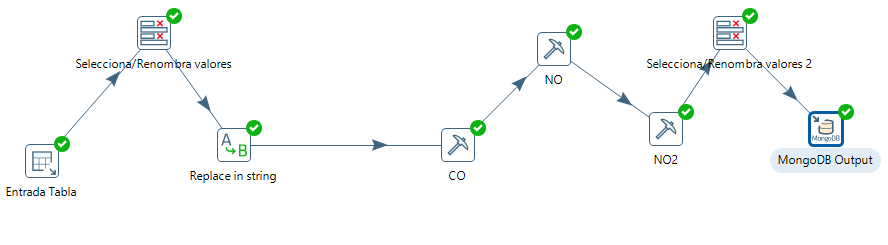 Selecciona/Renombra valores
Entrada Tabla
A
B
Replace in string
CO
NO
NO2
Selecciona/Renombra valores 2
MongoDB
MongoDB Output